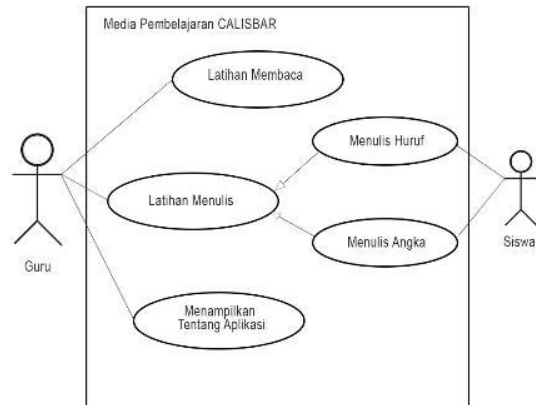 Media Pembelajaran CALISBAR
Latihan Membaca
Menulis Huruf
Latihan Menulis
Menulis Angka
Guru
Siswa
Menampilkan
Tentang Aplikasi